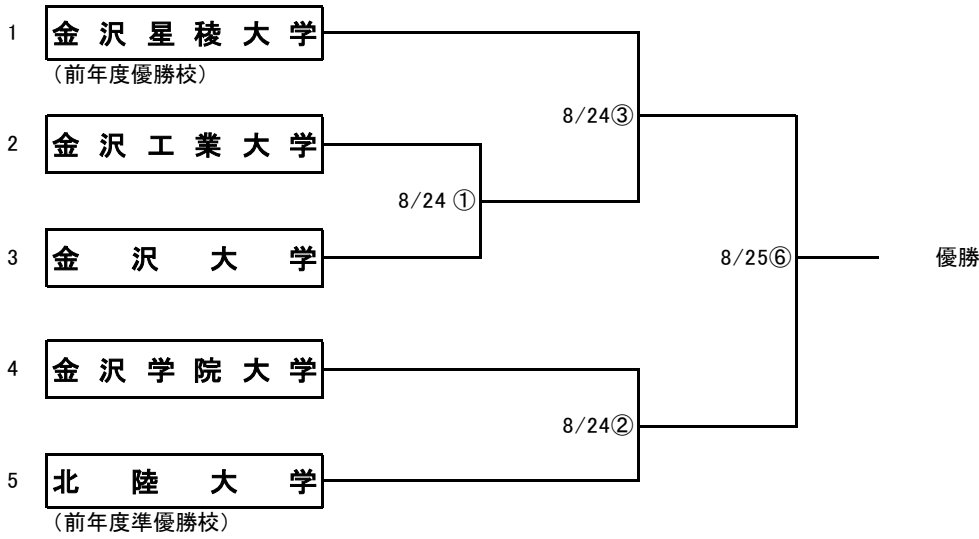 1 金沢星稜大学
（前年度優勝校）
8/24③
2 金沢工業大学
8/24 ①
3 金沢大学
8/25⑥
優勝
4 金沢学院大学
8/24②
5 北陸大学
（前年度準優勝校）